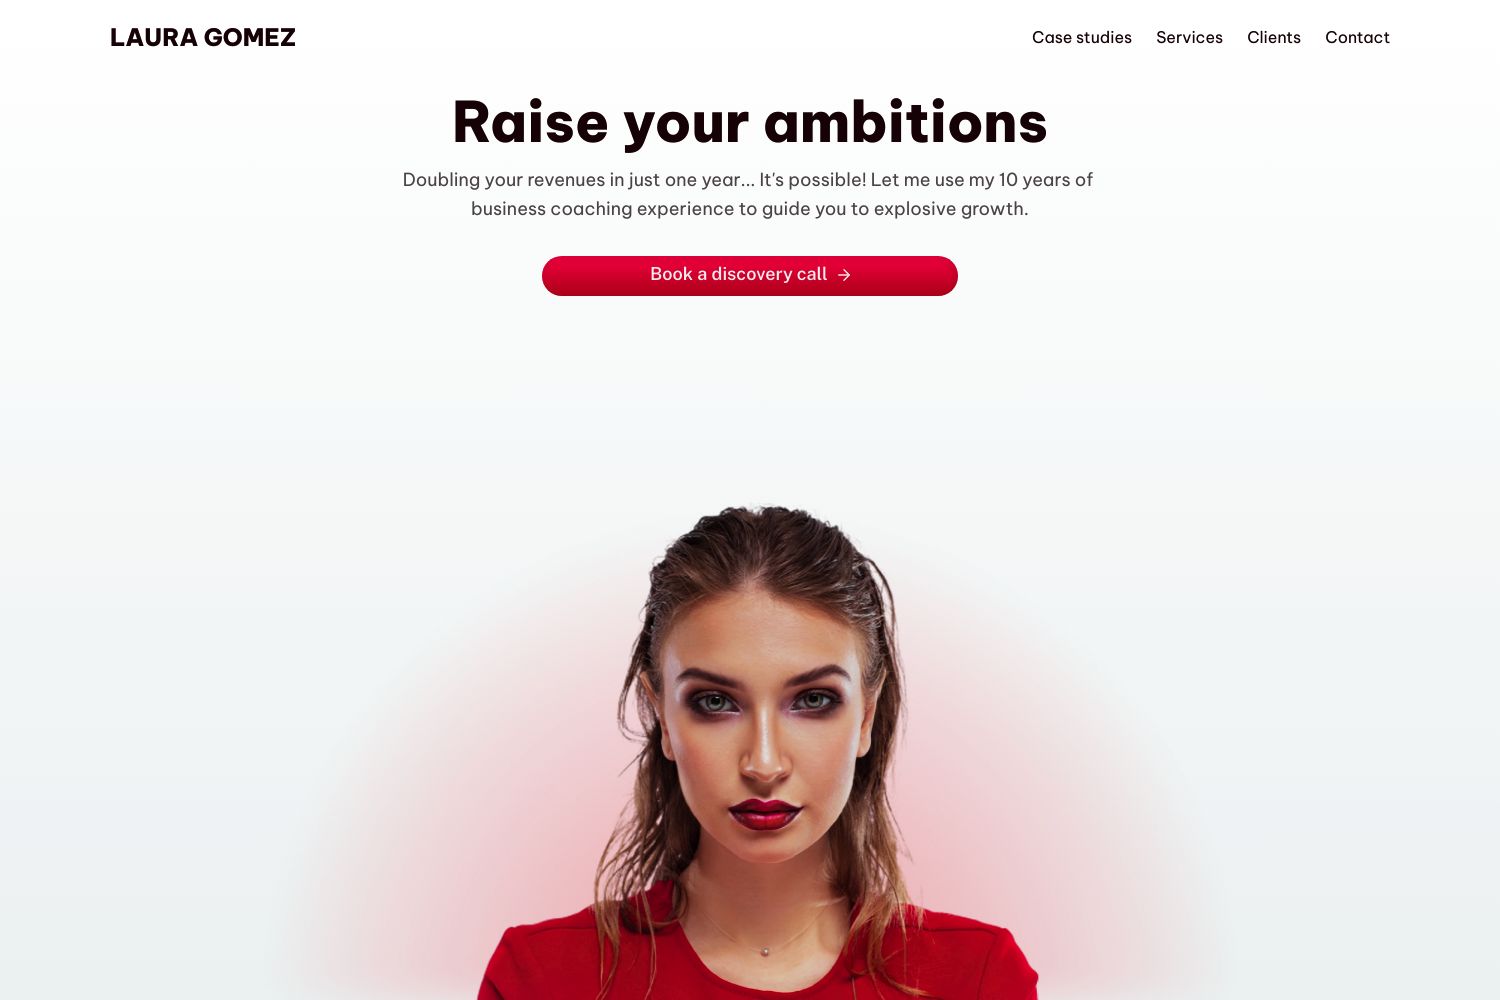 LAURA GOMEZ
Case studies Services Clients Contact
Raise your ambitions
Doubling your revenues in just one year... It's possible! Let me use my 10 years of
business coaching experience to guide you to explosive growth.
Book a discovery call →